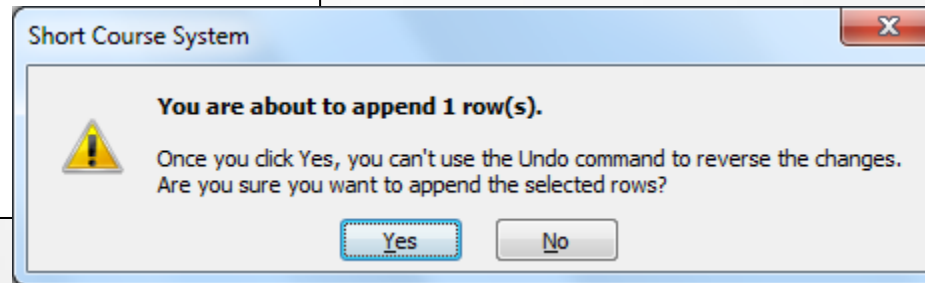 Short Course System
You are about to append 1 row(s).
Once you click Yes, you can't use the Undo command to reverse the changes.
Are you sure you want to append the selected rows?
Yes
No